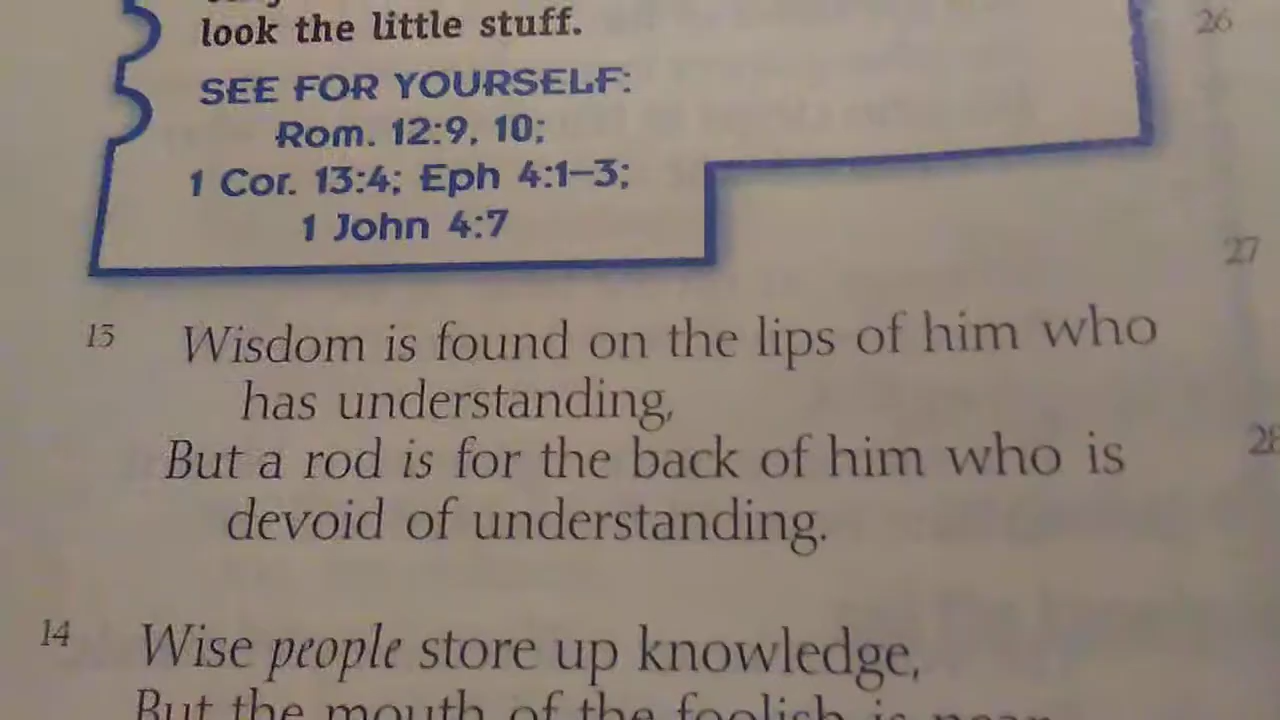 look the little stuff.
SEE FOR YOURSELF:
Rom. 12:9, 10;
1 Cor. 13:4; Eph 4:1–3;
1 John 4:7
13 Wisdom is found on the lips of him who
has understanding,
But a rod is for the back of him who is
devoid of understanding.
14 Wise people store up knowledge,
But the mouth of the foolish is near
26
27
28